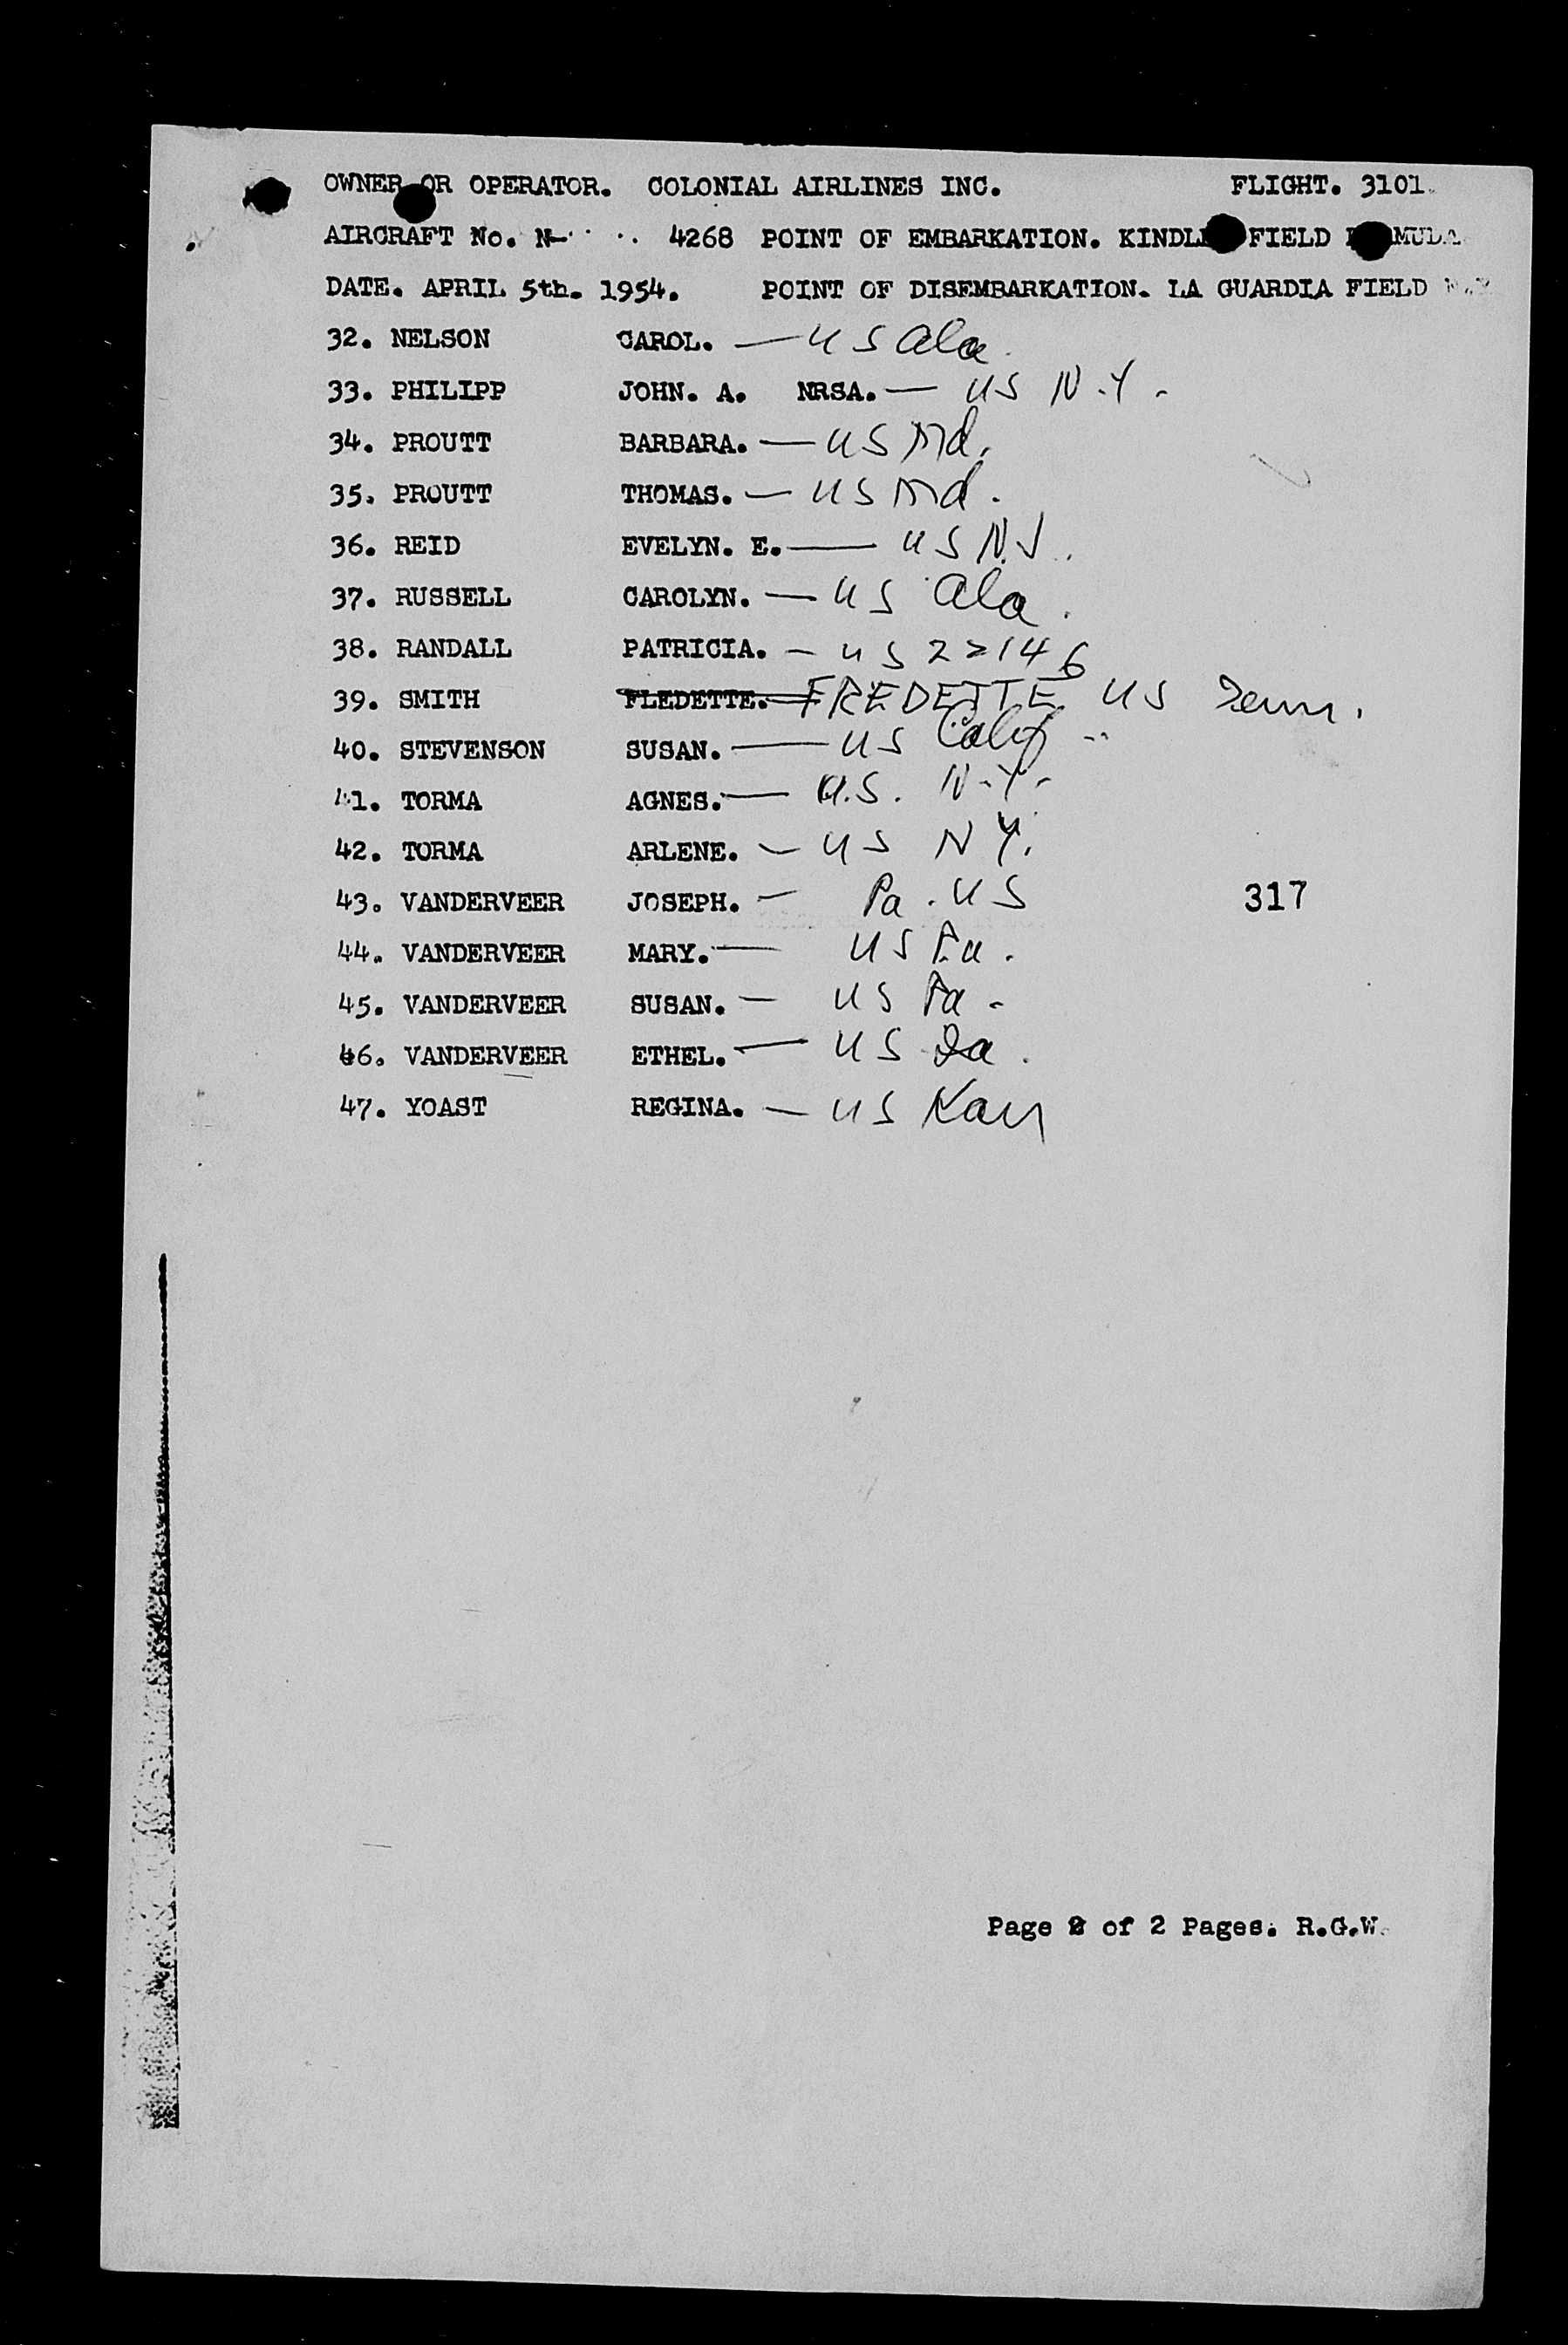 OWNER OR OPERATOR. COLONIAL AIRLINES INC. FLIGHT. 3101.
AIRCRAFT No. N- 4268 POINT OF EMBARKATION. KINDL FIELD MUDA
DATE. APRIL 5th. 1954. POINT OF DISEMBARKATION. LA GUARDIA FIELD
32. NELSON CAROL. — US Ala.
33. PHILIPP JOHN. A. NRSA. — US N.Y.
34. PROUTT BARBARA. — US Md.
35. PROUTT THOMAS. — US Md.
36. REID EVELYN. E. — US N.J.
37. RUSSELL CAROLYN. — US Ala.
38. RANDALL PATRICIA. — US
39. SMITH FLEDETTE. FREDETTE US Tenn.
40. STEVENSON SUSAN. — US Calif
41. TORMA AGNES. — U.S. N.Y.
42. TORMA ARLENE. — US NY.
43. VANDERVEER JOSEPH. — Pa. US 317
44. VANDERVEER MARY. — US Pa.
45. VANDERVEER SUSAN. — US Pa.
46. VANDERVEER ETHEL. — US
47. YOAST REGINA. — US Kan
Page 2 of 2 Pages. R.G.W.